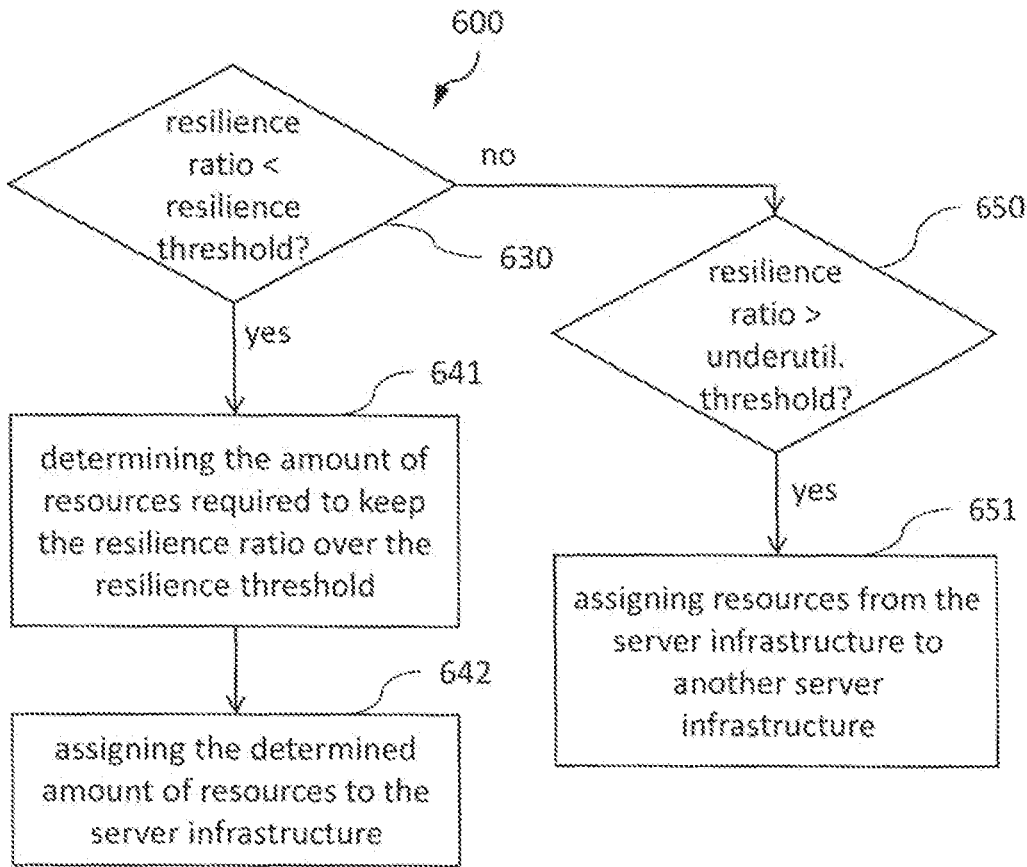 600
resilience
ratio <
resilience
threshold?
no
630
650
resilience
ratio >
underutil.
threshold?
yes
641
determining the amount of
resources required to keep
the resilience ratio over the
resilience threshold
yes
651
assigning resources from the
server infrastructure to
another server
infrastructure
642
assigning the determined
amount of resources to the
server infrastructure